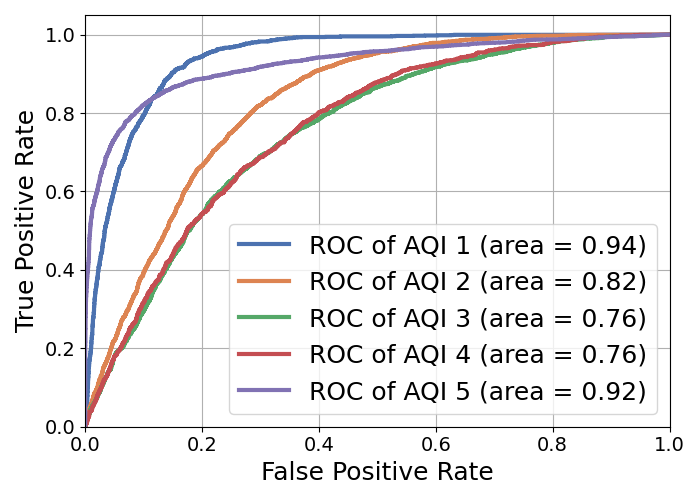 1.0
0.8
0.6
0.4
0.2
0.0
True Positive Rate
ROC of AQI 1 (area = 0.94)
ROC of AQI 2 (area = 0.82)
ROC of AQI 3 (area = 0.76)
ROC of AQI 4 (area = 0.76)
ROC of AQI 5 (area = 0.92)
0.0 0.2 0.4 0.6 0.8 1.0
False Positive Rate